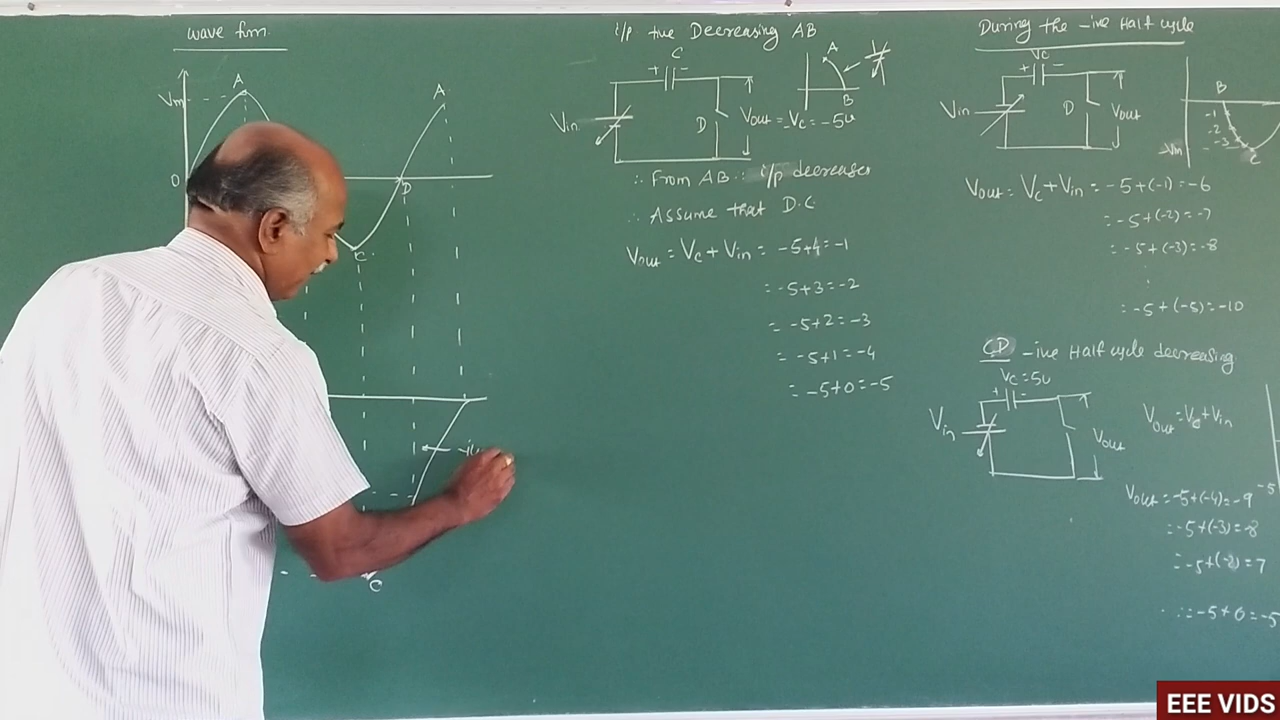 wave firm
Vm
A
A
0
D
C
-ive
C
i/p +ive Decreasing AB
C
+ -
Vin
D
Vout = -Vc = -5v
A
B
∴ From AB ∴ i/p decreases
∴ Assume that D.C.
Vout = Vc + Vin = -5+4 = -1
= -5+3 = -2
= -5+2 = -3
= -5+1 = -4
= -5+0 = -5
During the -ive Half cycle
Vc
+ -
Vin
D
Vout
B
-1
-2
-3
-Vm
C
Vout = Vc + Vin = -5+(-1) = -6
= -5+(-2) = -7
= -5+(-3) = -8
= -5+(-5) = -10
CD -ive Half cycle decreasing
Vc = 5v
+ -
Vin
Vout
Vout = Vc + Vin
Vout = -5+(-4) = -9
-5
= -5+(-3) = -8
= -5+(-2) = 7
∴ = -5+0 = -5
EEE VIDS